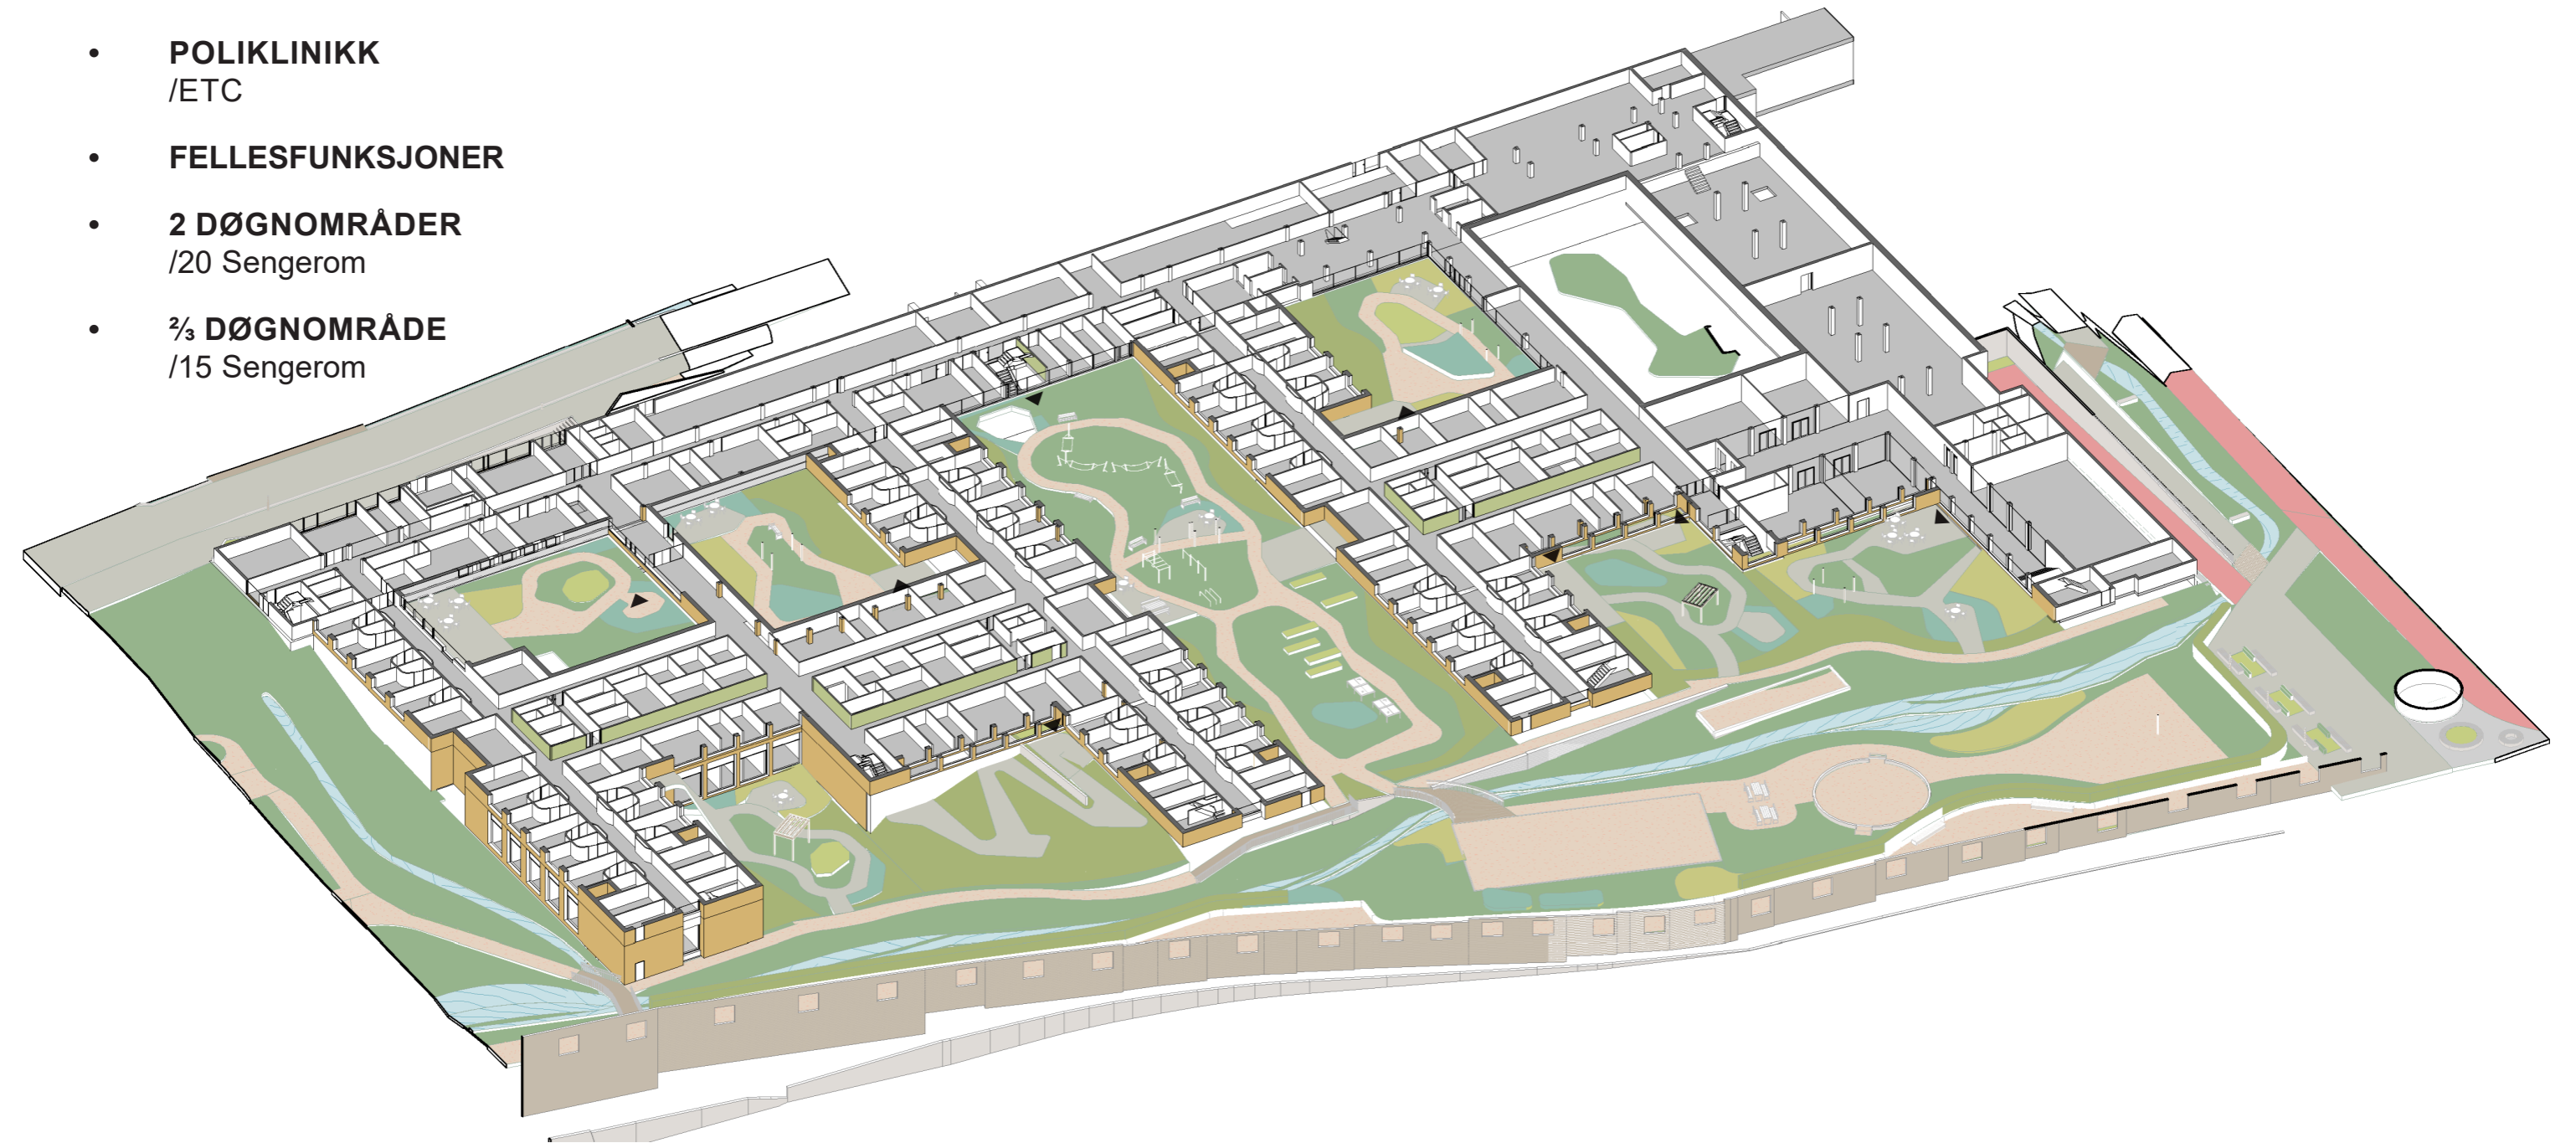 • POLIKLINIKK
/ETC
• FELLESFUNKSJONER
• 2 DØGNOMRÅDER
/20 Sengerom
• ⅔ DØGNOMRÅDE
/15 Sengerom